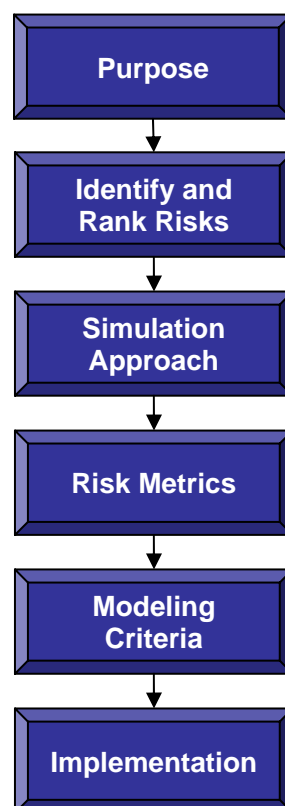 Purpose
Identify and
Rank Risks
Simulation
Approach
Risk Metrics
Modeling
Criteria
Implementation